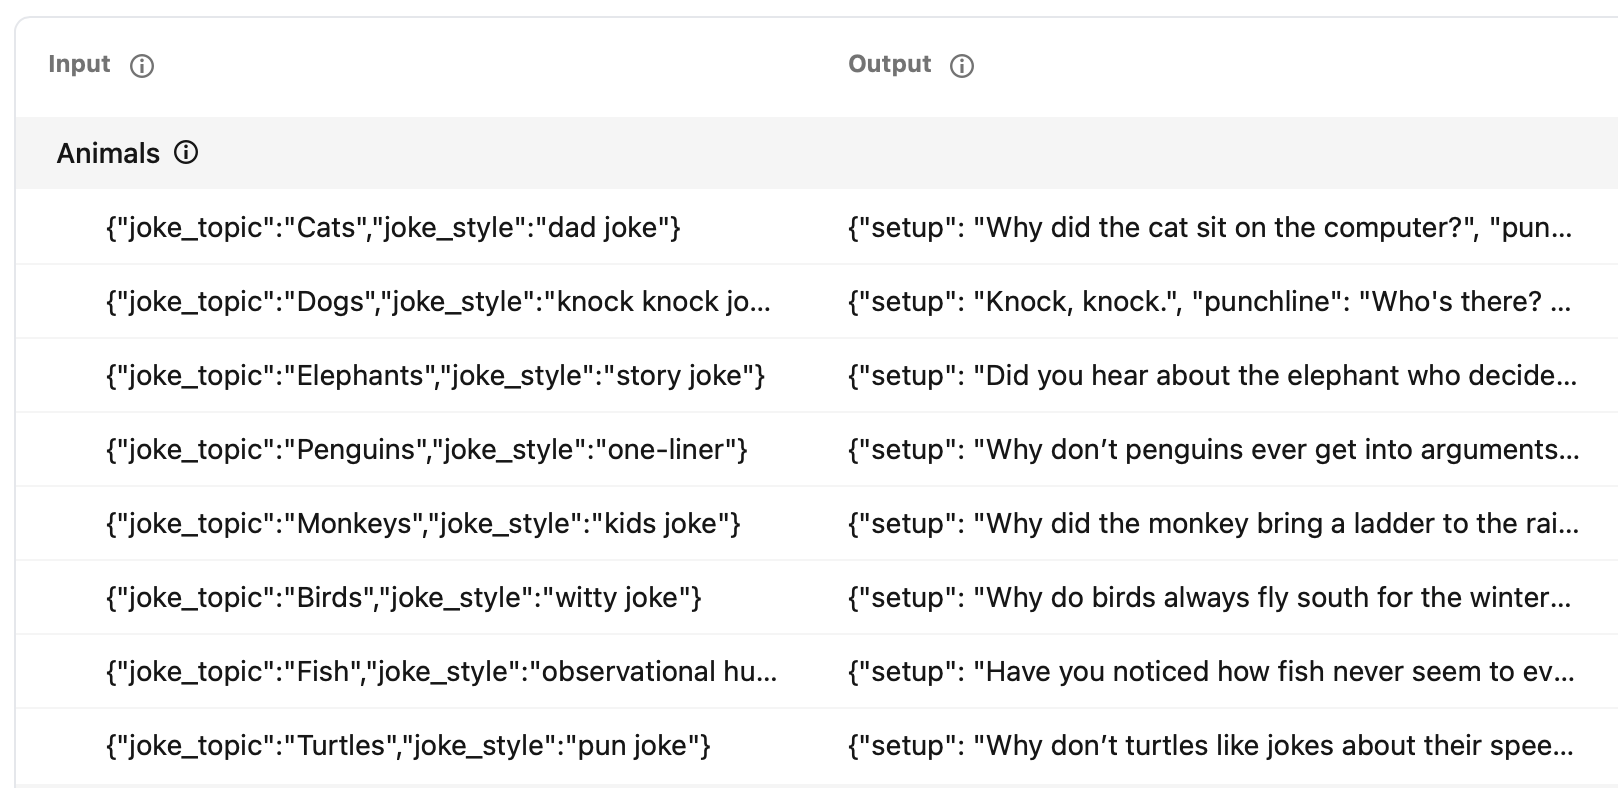 Input
Output
Animals
{"joke_topic":"Cats","joke_style":"dad joke"}
{"setup": "Why did the cat sit on the computer?", "pun...
{"joke_topic":"Dogs","joke_style":"knock knock jo...
{"setup": "Knock, knock.", "punchline": "Who's there? ...
{"joke_topic":"Elephants","joke_style":"story joke"}
{"setup": "Did you hear about the elephant who decide...
{"joke_topic":"Penguins","joke_style":"one-liner"}
{"setup": "Why don’t penguins ever get into arguments...
{"joke_topic":"Monkeys","joke_style":"kids joke"}
{"setup": "Why did the monkey bring a ladder to the rai...
{"joke_topic":"Birds","joke_style":"witty joke"}
{"setup": "Why do birds always fly south for the winter...
{"joke_topic":"Fish","joke_style":"observational hu...
{"setup": "Have you noticed how fish never seem to ev...
{"joke_topic":"Turtles","joke_style":"pun joke"}
{"setup": "Why don’t turtles like jokes about their spee...